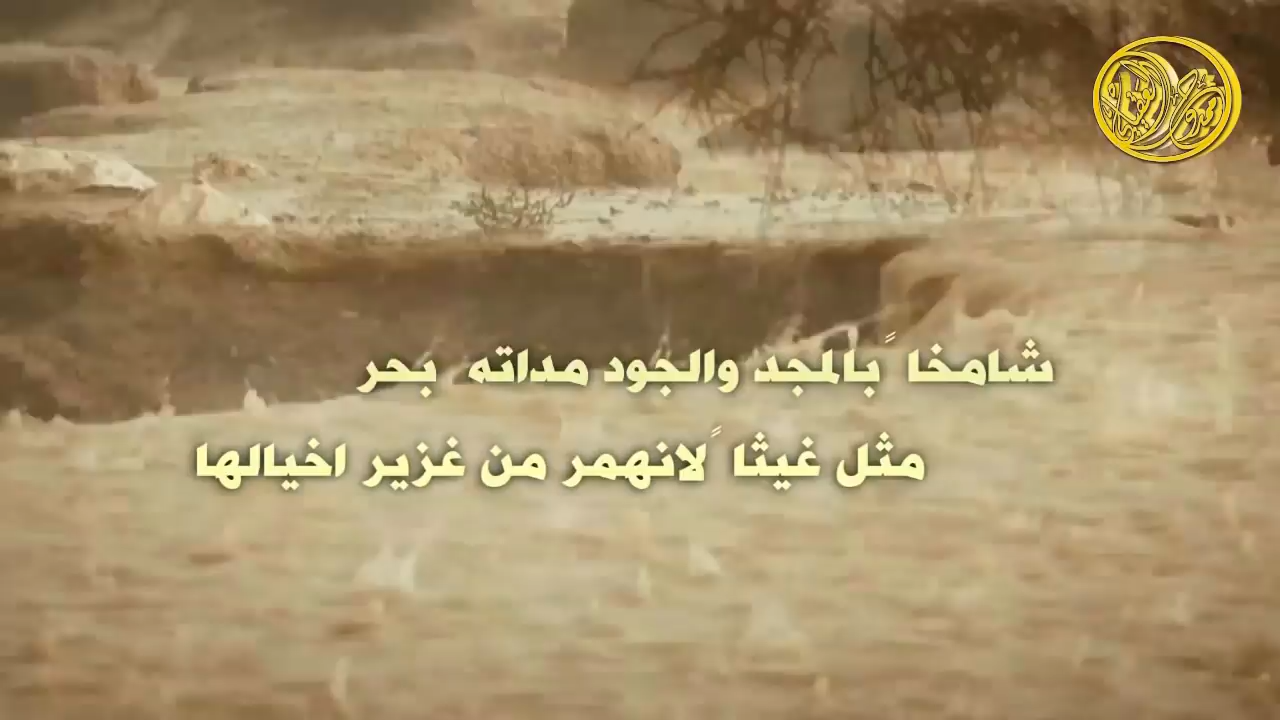 شامخاً بالمجد والجود مداته بحر
مثل غيثاً لانهمر من غزير اخيالها